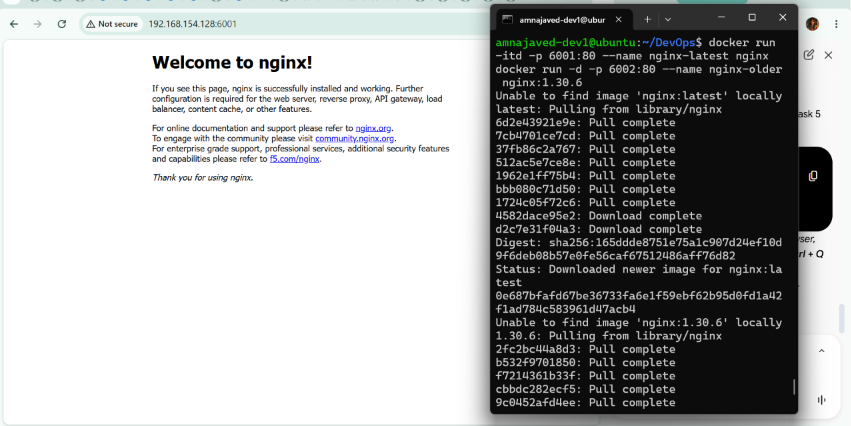 Not secure
192.168.154.128:6001
Welcome to nginx!
If you see this page, nginx is successfully installed and working. Further
configuration is required for the web server, reverse proxy, API gateway, load
balancer, content cache, or other features.
For online documentation and support please refer to nginx.org.
To engage with the community please visit community.nginx.org.
For enterprise grade support, professional services, additional security features
and capabilities please refer to f5.com/nginx.
Thank you for using nginx.
amnajaved-dev1@ubur
amnajaved-dev1@ubuntu:~/DevOps$ docker run
-itd -p 6001:80 --name nginx-latest nginx
docker run -d -p 6002:80 --name nginx-older
nginx:1.30.6
Unable to find image 'nginx:latest' locally
latest: Pulling from library/nginx
6d2e43921e9e: Pull complete
7cb4701ce7cd: Pull complete
37fb86c2a767: Pull complete
512ac5e7ce8e: Pull complete
1962e1ff75b4: Pull complete
bbb080c71d50: Pull complete
1724c05f72c6: Pull complete
4582dace95e2: Download complete
d2c7e31f04a3: Download complete
Digest: sha256:165ddde8751e75a1c907d24ef10d
9f6deb08b57e0fe56caf67512486aff76d82
Status: Downloaded newer image for nginx:la
test
0e687bfafd67be36733fa6e1f59ebf62b95d0fd1a42
f1ad784c583961d47acb4
Unable to find image 'nginx:1.30.6' locally
1.30.6: Pulling from library/nginx
2fc2bc44a8d3: Pull complete
b532f9701850: Pull complete
f7214361b33f: Pull complete
cbbdc282ecf5: Pull complete
9c0452afd4ee: Pull complete
ask 5
ser,
rl + Q